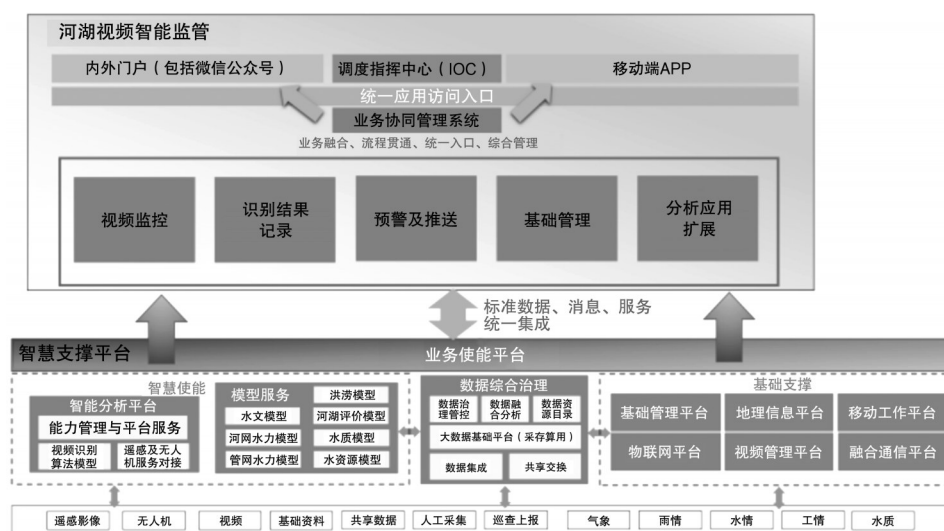 河湖视频智能监管
内外门户（包括微信公众号）
调度指挥中心（IOC）
移动端APP
统一应用访问入口
业务协同管理系统
业务融合、流程贯通、统一入口、综合管理
视频监控
识别结果
记录
预警及推送
基础管理
分析应用
扩展
标准数据、消息、服务
统一集成
智慧支撑平台
业务使能平台
智慧使能
智能分析平台
能力管理与平台服务
视频识别
算法模型
遥感及无人
机服务对接
模型服务
洪涝模型
水文模型
河湖评价模型
河网水力模型
水质模型
管网水力模型
水资源模型
数据综合治理
数据治
理管控
数据融
合分析
数据资
源目录
大数据基础平台（采存算用）
数据集成
共享交换
基础支撑
基础管理平台
地理信息平台
移动工作平台
物联网平台
视频管理平台
融合通信平台
遥感影像
无人机
视频
基础资料
共享数据
人工采集
巡查上报
气象
雨情
水情
工情
水质